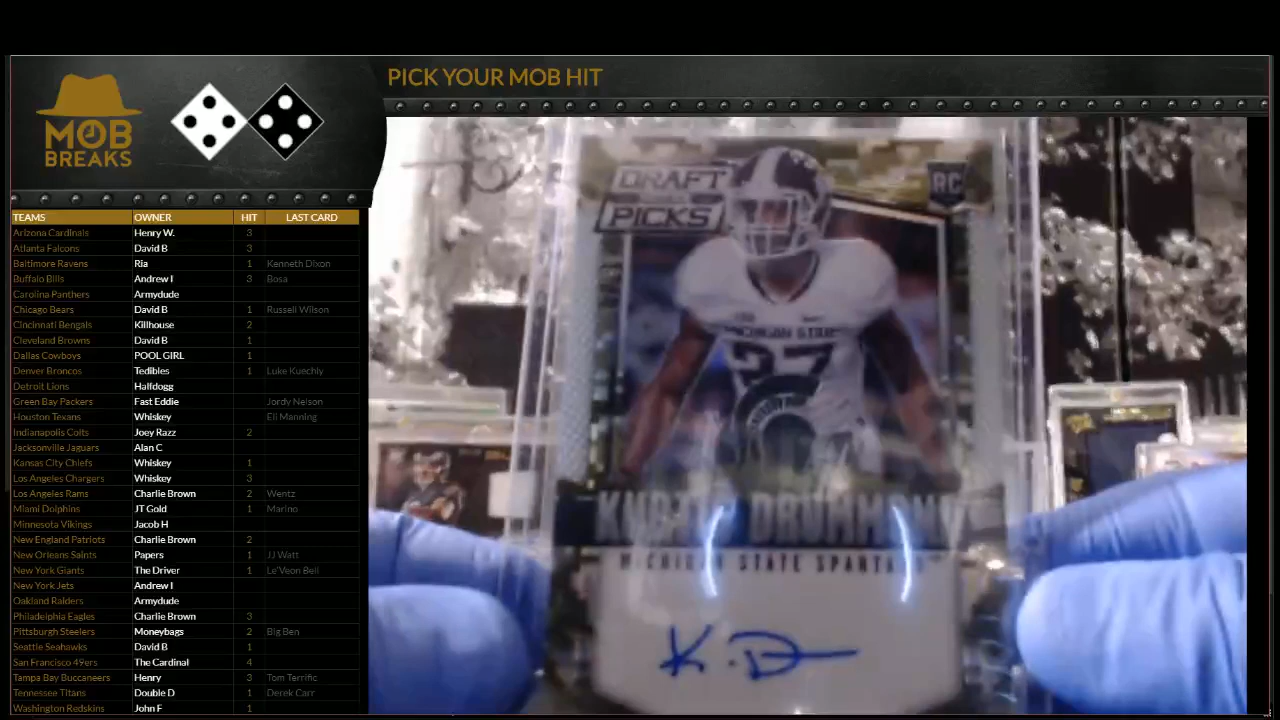 PICK YOUR MOB HIT
MOB
BREAKS
TEAMS OWNER HIT LAST CARD
Arizona Cardinals Henry W. 3
Atlanta Falcons David B 3
Baltimore Ravens Ria 1 Kenneth Dixon
Buffalo Bills Andrew I 3 Bosa
Carolina Panthers Armydude
Chicago Bears David B 1 Russell Wilson
Cincinnati Bengals Killhouse 2
Cleveland Browns David B 1
Dallas Cowboys POOL GIRL 1
Denver Broncos Tedibles 1 Luke Kuechly
Detroit Lions Halfdogg
Green Bay Packers Fast Eddie Jordy Nelson
Houston Texans Whiskey Eli Manning
Indianapolis Colts Joey Razz 2
Jacksonville Jaguars Alan C
Kansas City Chiefs Whiskey 1
Los Angeles Chargers Whiskey 3
Los Angeles Rams Charlie Brown 2 Wentz
Miami Dolphins JT Gold 1 Marino
Minnesota Vikings Jacob H
New England Patriots Charlie Brown 2
New Orleans Saints Papers 1 JJ Watt
New York Giants The Driver 1 Le'Veon Bell
New York Jets Andrew I
Oakland Raiders Armydude
Philadelphia Eagles Charlie Brown 3
Pittsburgh Steelers Moneybags 2 Big Ben
Seattle Seahawks David B 1
San Francisco 49ers The Cardinal 4
Tampa Bay Buccaneers Henry 3 Tom Terrific
Tennessee Titans Double D 1 Derek Carr
Washington Redskins John F 1
DRAFT
PICKS
RC
MICHIGAN STATE
27
DRUMMOND
MICHIGAN STATE SPARTANS
K.D